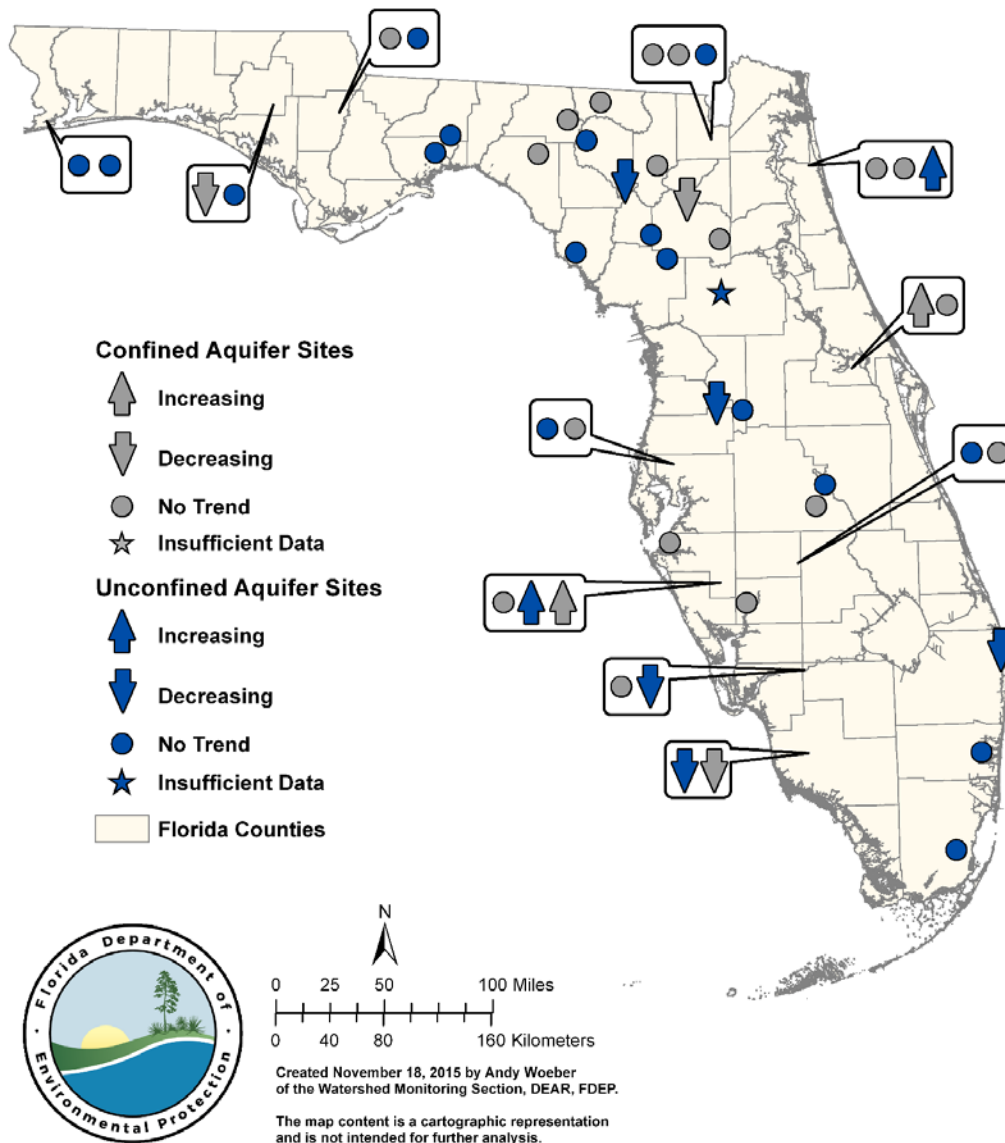 Confined Aquifer Sites
Increasing
Decreasing
No Trend
Insufficient Data
Unconfined Aquifer Sites
Increasing
Decreasing
No Trend
Insufficient Data
Florida Counties
Florida Department of
Environmental Protection
N
0 25 50 100 Miles
0 40 80 160 Kilometers
Created November 18, 2015 by Andy Woeber
of the Watershed Monitoring Section, DEAR, FDEP.
The map content is a cartographic representation
and is not intended for further analysis.